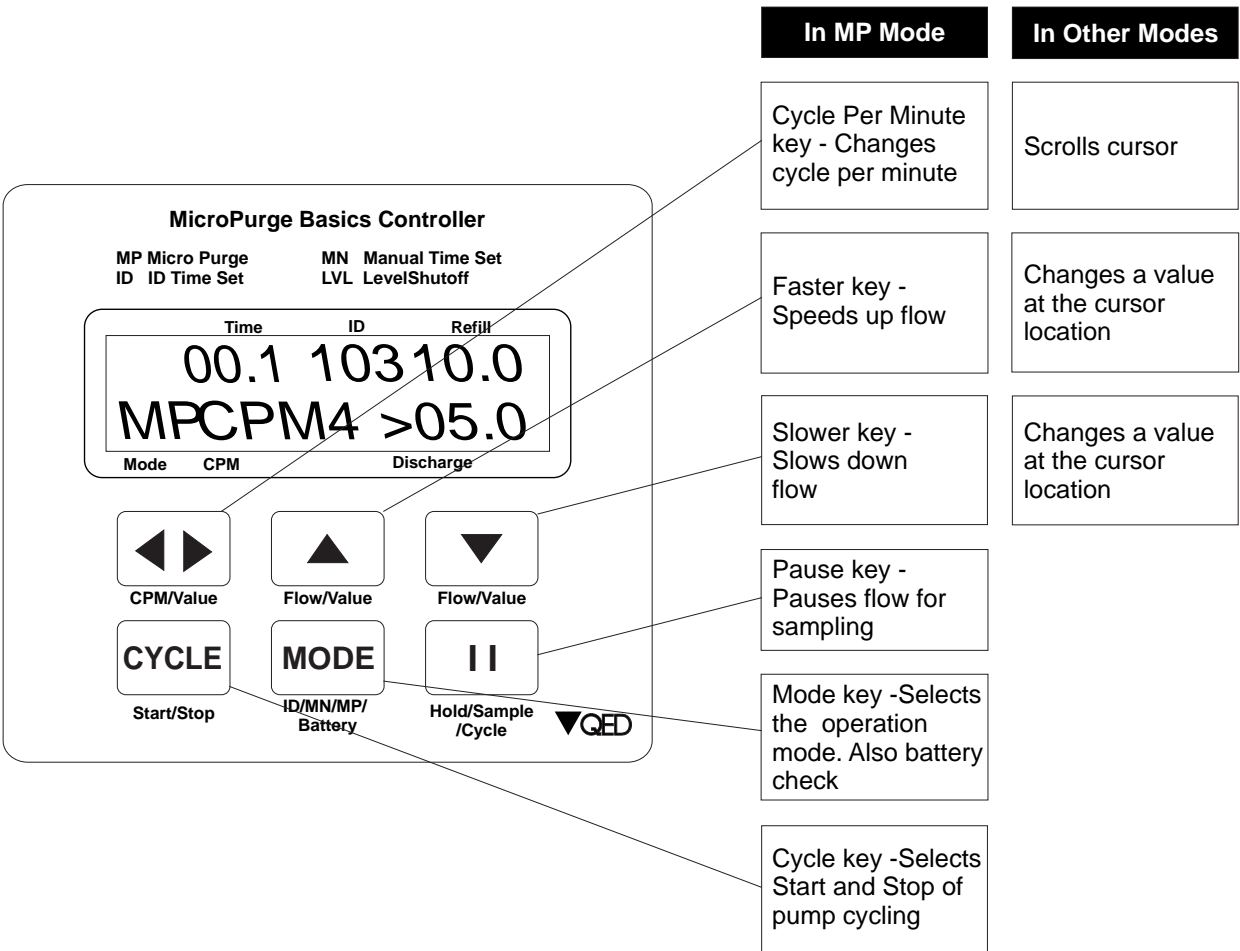 In MP Mode
In Other Modes
Cycle Per Minute
key - Changes
cycle per minute
Scrolls cursor
MicroPurge Basics Controller
MP Micro Purge
MN Manual Time Set
ID ID Time Set
LVL LevelShutoff
Time ID Refill
00.1 103 10.0
MPCPM4 >05.0
Mode CPM Discharge
Faster key -
Speeds up flow
Changes a value
at the cursor
location
Slower key -
Slows down
flow
Changes a value
at the cursor
location
CPM/Value
Flow/Value
Flow/Value
Pause key -
Pauses flow for
sampling
CYCLE
MODE
Start/Stop
ID/MN/MP/
Battery
Hold/Sample
/Cycle
QED
Mode key -Selects
the operation
mode. Also battery
check
Cycle key -Selects
Start and Stop of
pump cycling